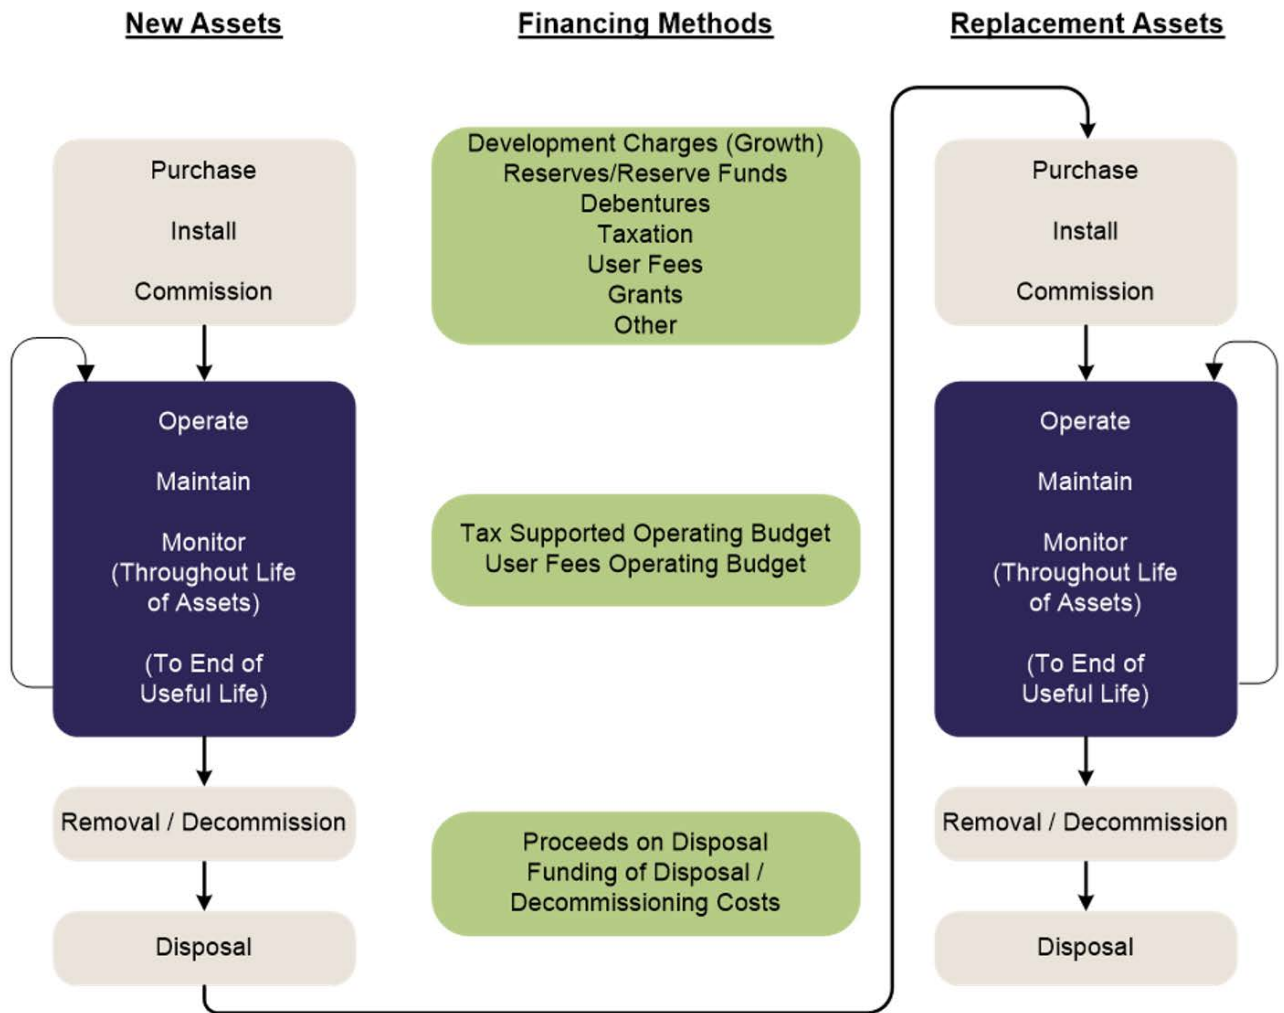 New Assets
Financing Methods
Replacement Assets
Purchase
Install
Commission
Operate
Maintain
Monitor
(Throughout Life
of Assets)
(To End of
Useful Life)
Removal / Decommission
Disposal
Development Charges (Growth)
Reserves/Reserve Funds
Debentures
Taxation
User Fees
Grants
Other
Tax Supported Operating Budget
User Fees Operating Budget
Proceeds on Disposal
Funding of Disposal /
Decommissioning Costs
Purchase
Install
Commission
Operate
Maintain
Monitor
(Throughout Life
of Assets)
(To End of
Useful Life)
Removal / Decommission
Disposal